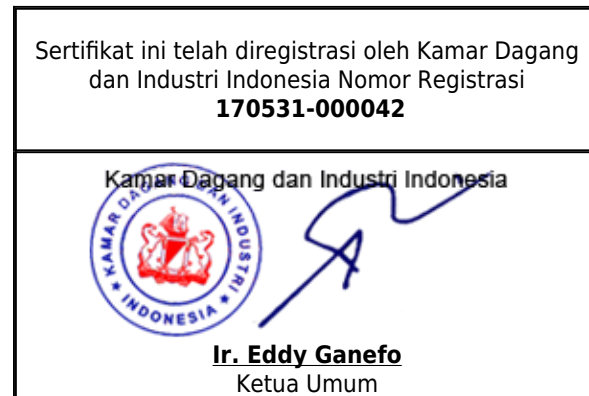 Sertifikat ini telah diregistrasi oleh Kamar Dagang
dan Industri Indonesia Nomor Registrasi
170531-000042
Kamar Dagang dan Industri Indonesia
KAMAR DAGANG DAN INDUSTRI
INDONESIA
Ir. Eddy Ganefo
Ketua Umum